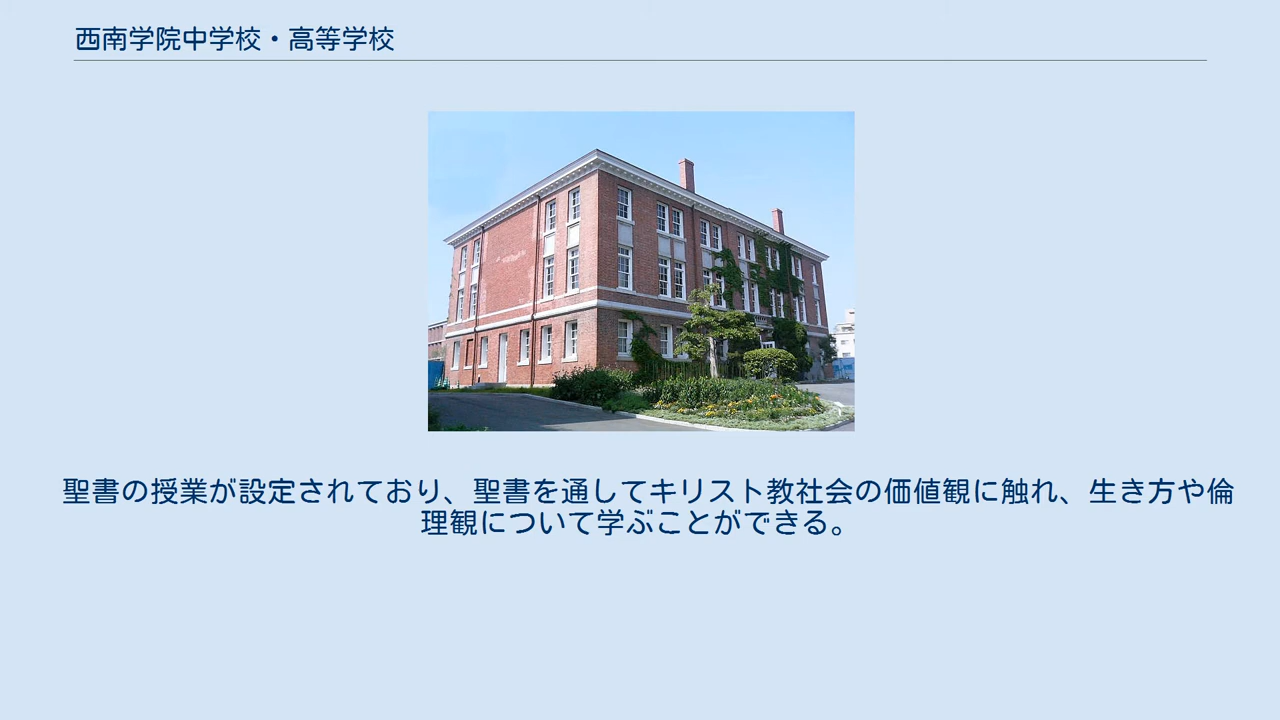 西南学院中学校・高等学校
聖書の授業が設定されており、聖書を通してキリスト教社会の価値観に触れ、生き方や倫
理観について学ぶことができる。